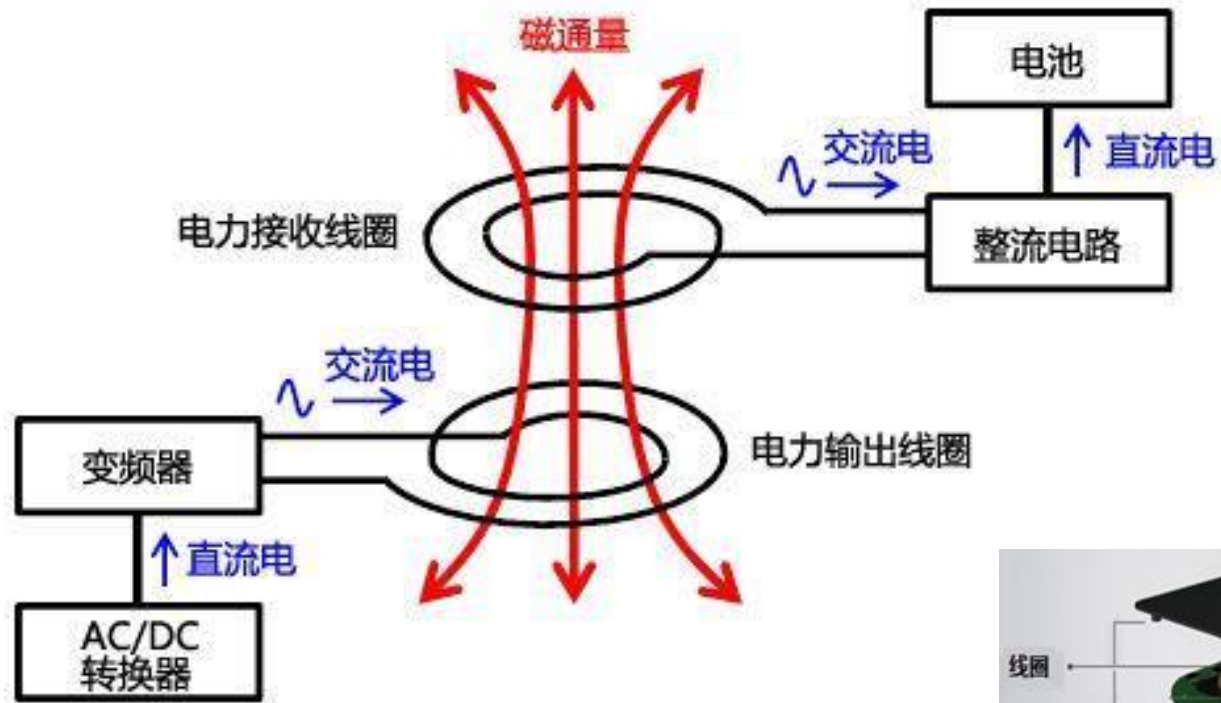 磁通量
电池
交流电
直流电
电力接收线圈
整流电路
交流电
变频器
电力输出线圈
直流电
AC/DC
转换器
线圈